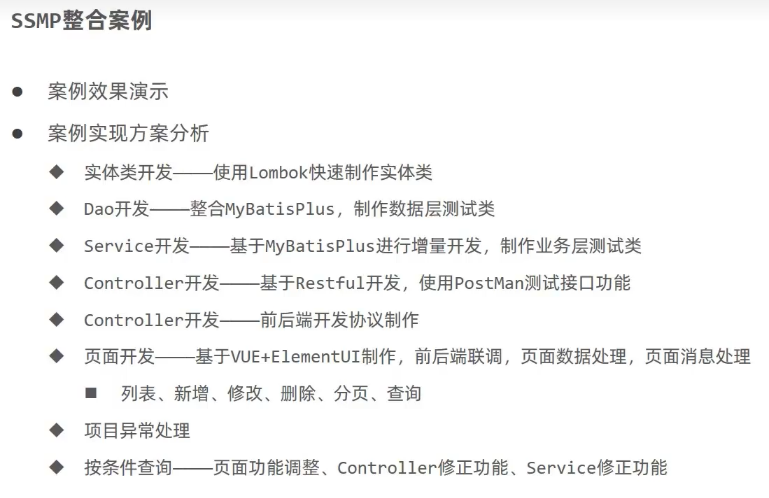 SSMP整合案例
● 案例效果演示
● 案例实现方案分析
◆ 实体类开发————使用Lombok快速制作实体类
◆ Dao开发————整合MyBatisPlus，制作数据层测试类
◆ Service开发————基于MyBatisPlus进行增量开发，制作业务层测试类
◆ Controller开发————基于Restful开发，使用PostMan测试接口功能
◆ Controller开发————前后端开发协议制作
◆ 页面开发————基于VUE+ElementUI制作，前后端联调，页面数据处理，页面消息处理
■ 列表、新增、修改、删除、分页、查询
◆ 项目异常处理
◆ 按条件查询————页面功能调整、Controller修正功能、Service修正功能